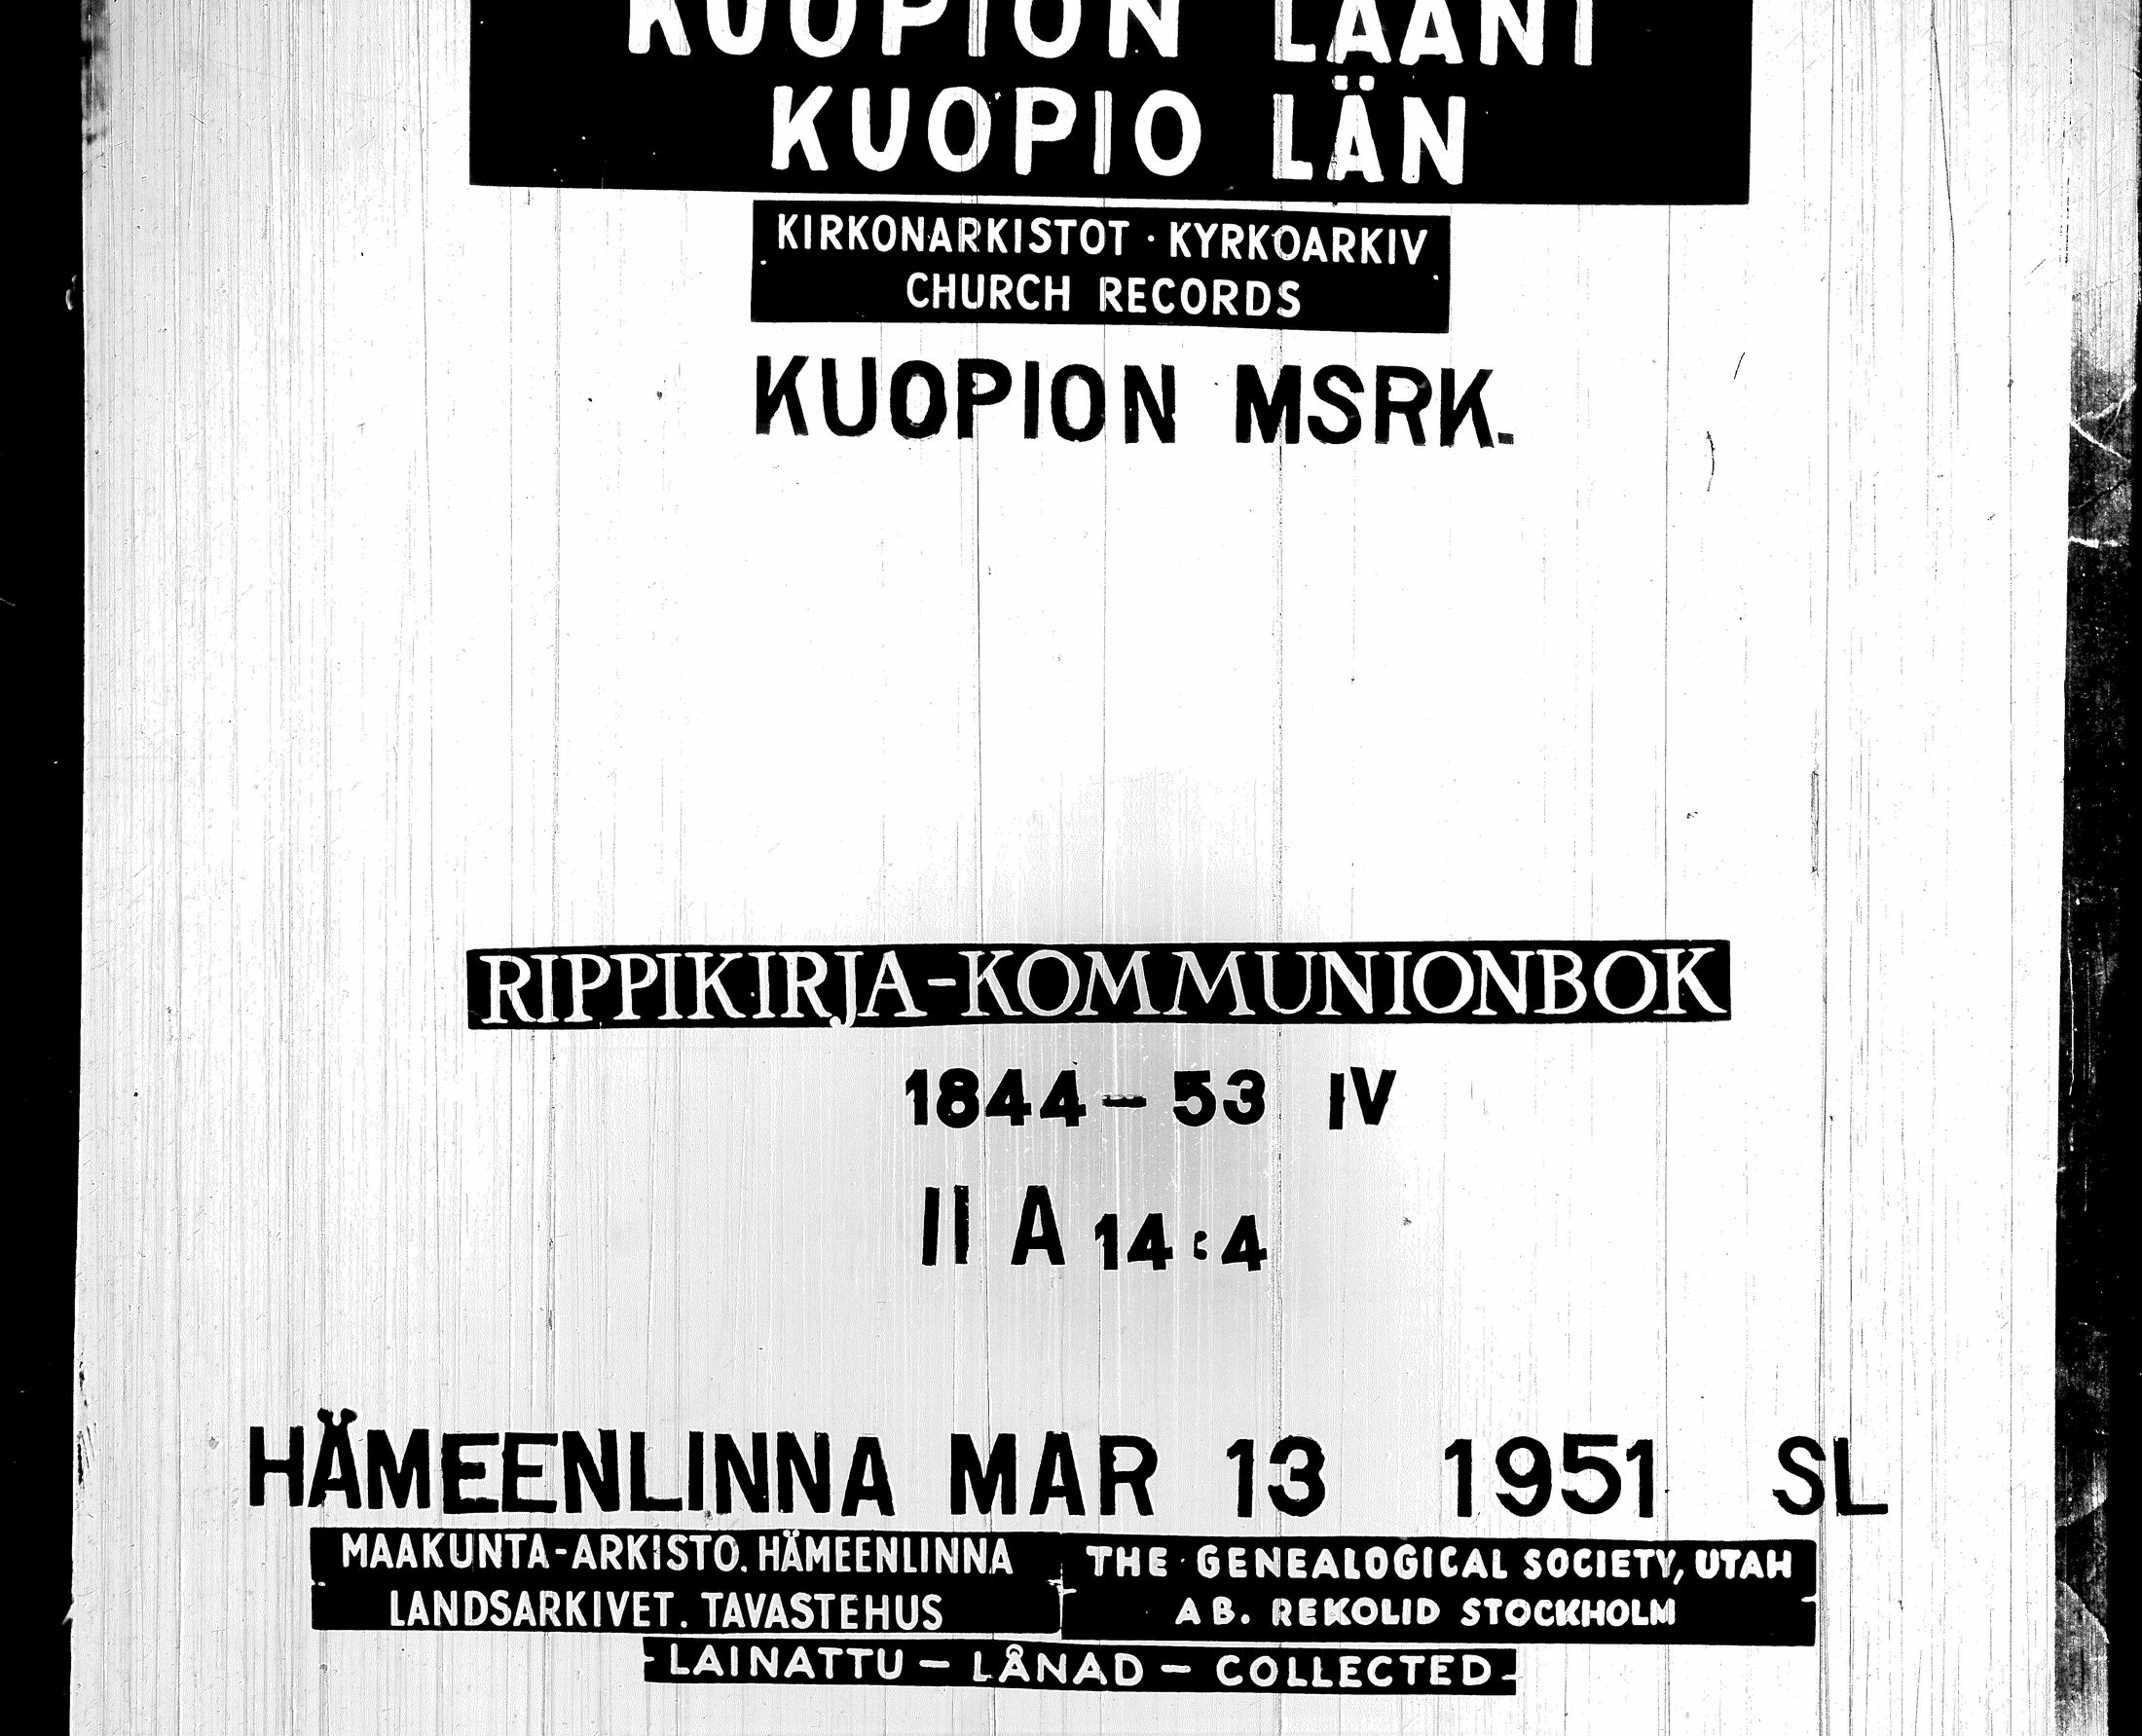 KUOPION LÄÄNI
KUOPIO LÄN
KIRKONARKISTOT · KYRKOARKIV
CHURCH RECORDS
KUOPION MSRK.
RIPPIKIRJA-KOMMUNIONBOK
1844 – 53 IV
II A 14:4
HÄMEENLINNA MAR 13 1951 SL
MAAKUNTA-ARKISTO. HÄMEENLINNA
LANDSARKIVET. TAVASTEHUS
THE GENEALOGICAL SOCIETY, UTAH
AB. REKOLID STOCKHOLM
LAINATTU – LÅNAD – COLLECTED